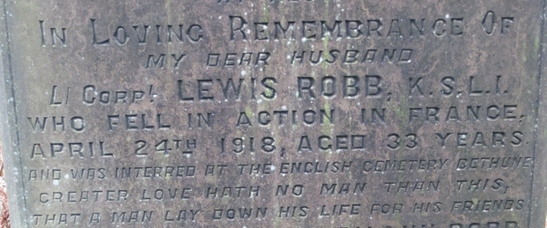 IN LOVING REMEMBRANCE OF
MY DEAR HUSBAND
L! CORP! LEWIS ROBB, K.S.L.I.
WHO FELL IN ACTION IN FRANCE,
APRIL 24TH 1918, AGED 33 YEARS.
AND WAS INTERRED AT THE ENGLISH CEMETERY BETHUNE
GREATER LOVE HATH NO MAN THAN THIS,
THAT A MAN LAY DOWN HIS LIFE FOR HIS FRIENDS
ROBB